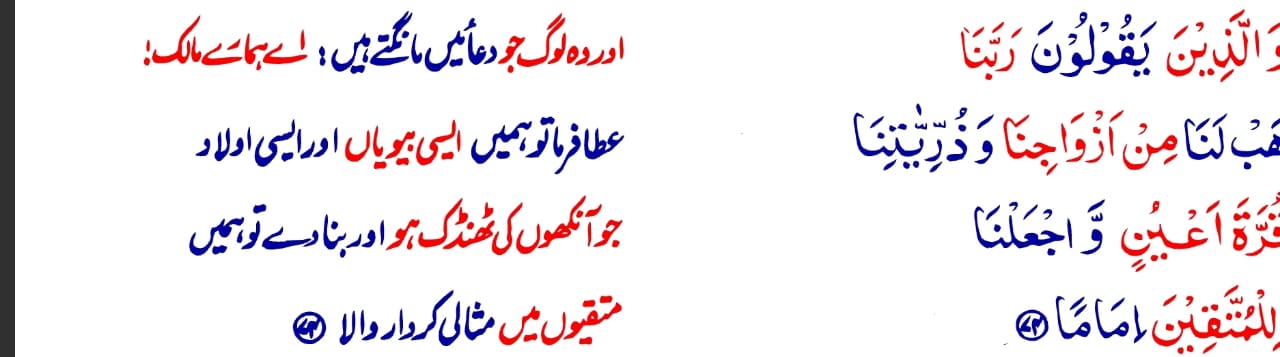 وَالَّذِیْنَ یَقُوْلُوْنَ رَبَّنَا
هَبْ لَنَا مِنْ اَزْوَاجِنَا وَ ذُرِّیّٰتِنَا
قُرَّةَ اَعْیُنٍ وَّ اجْعَلْنَا
لِلْمُتَّقِیْنَ اِمَامًا ۷۴
اور وہ لوگ جو دعائیں مانگتے ہیں؛ اے ہمارے مالک!
عطا فرما تو ہمیں ایسی بیویاں اور ایسی اولاد
جو آنکھوں کی ٹھنڈک ہو اور بنا دے تو ہمیں
متقیوں میں مثالی کردار والا ۷۴